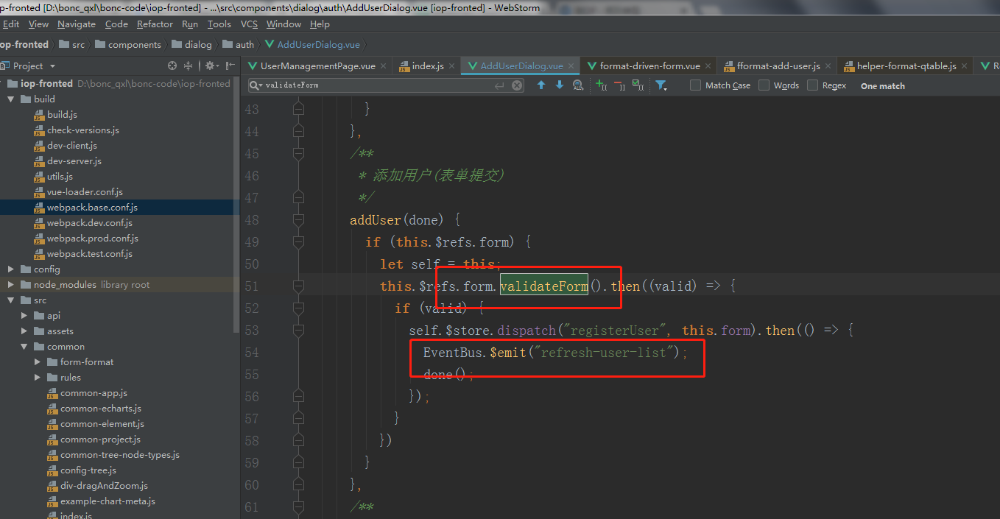 op-fronted [D:\bonc_qxl\bonc-code\iop-fronted] - ...\src\components\dialog\auth\AddUserDialog.vue [iop-fronted] - WebStorm
Edit View Navigate Code Refactor Run Tools VCS Window Help
op-fronted src components dialog auth AddUserDialog.vue
Project
UserManagementPage.vue index.js AddUserDialog.vue format-driven-form.vue fformat-add-user.js helper-format-qtable.js R
validateForm Match Case Words Regex One match
iop-fronted D:\bonc_qxl\bonc-code\iop-fronted
build
build.js
check-versions.js
dev-client.js
dev-server.js
utils.js
vue-loader.conf.js
webpack.base.conf.js
webpack.dev.conf.js
webpack.prod.conf.js
webpack.test.conf.js
config
node_modules library root
src
api
assets
common
form-format
rules
common-app.js
common-echarts.js
common-element.js
common-project.js
common-tree-node-types.js
config-tree.js
div-dragAndZoom.js
example-chart-meta.js
index.js
43 }
44 },
45 /**
46 * 添加用户(表单提交)
47 */
48 addUser(done) {
49 if (this.$refs.form) {
50 let self = this;
51 this.$refs.form.validateForm().then((valid) => {
52 if (valid) {
53 self.$store.dispatch("registerUser", this.form).then(() => {
54 EventBus.$emit("refresh-user-list");
55 done();
56 });
57 }
58 })
59 }
60 },
61 /**